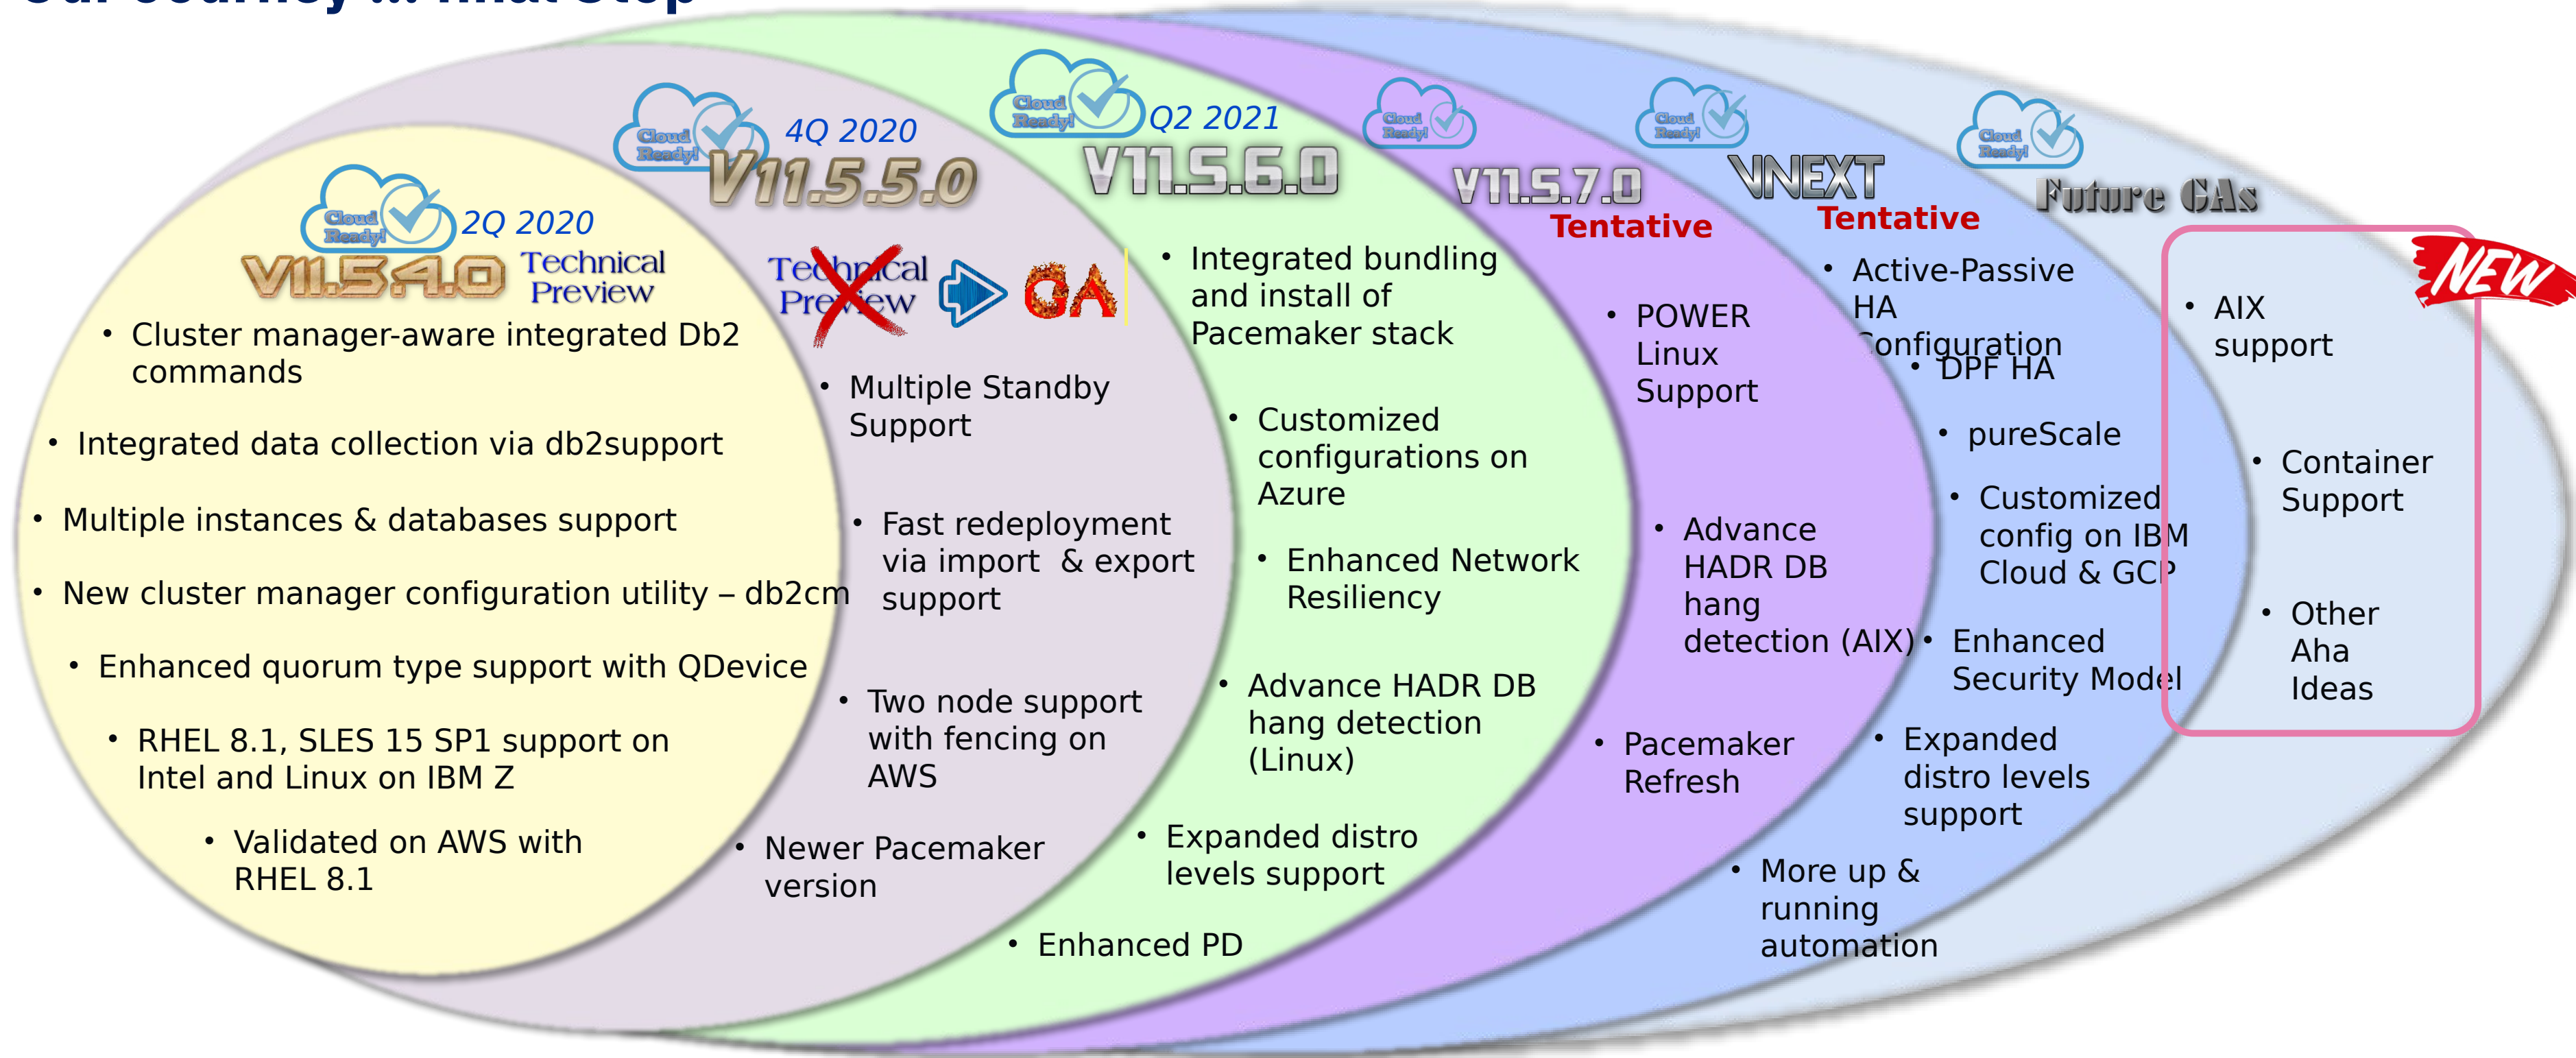 Our Journey ... final Stop
Cloud
Ready!
2Q 2020
V11.5.4.0
Technical
Preview
• Cluster manager-aware integrated Db2
commands
• Integrated data collection via db2support
• Multiple instances & databases support
• New cluster manager configuration utility – db2cm
• Enhanced quorum type support with QDevice
• RHEL 8.1, SLES 15 SP1 support on
Intel and Linux on IBM Z
• Validated on AWS with
RHEL 8.1
Cloud
Ready!
4Q 2020
V11.5.5.0
Technical
Preview
GA
• Multiple Standby
Support
• Fast redeployment
via import & export
support
• Two node support
with fencing on
AWS
• Newer Pacemaker
version
Cloud
Ready!
Q2 2021
V11.5.6.0
• Integrated bundling
and install of
Pacemaker stack
• Customized
configurations on
Azure
• Enhanced Network
Resiliency
• Advance HADR DB
hang detection
(Linux)
• Expanded distro
levels support
• Enhanced PD
Cloud
Ready!
V11.5.7.0
Tentative
• POWER
Linux
Support
• Advance
HADR DB
hang
detection (AIX)
• Pacemaker
Refresh
Cloud
Ready!
VNEXT
Tentative
• Active-Passive
HA
Configuration
• DPF HA
• pureScale
• Customized
config on IBM
Cloud & GCP
• Enhanced
Security Model
• Expanded
distro levels
support
• More up &
running
automation
Cloud
Ready!
Future GAs
NEW
• AIX
support
• Container
Support
• Other
Aha
Ideas